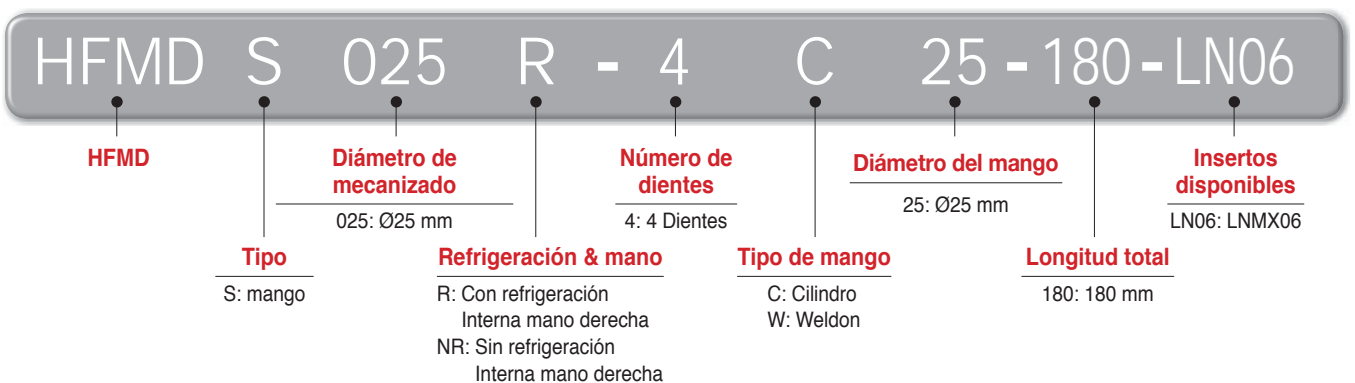 HFMD S 025 R - 4 C 25 - 180 - LN06
HFMD
Diámetro de
mecanizado
025: Ø25 mm
Número de
dientes
4: 4 Dientes
Diámetro del mango
25: Ø25 mm
Insertos
disponibles
LN06: LNMX06
Tipo
S: mango
Refrigeración & mano
R: Con refrigeración
Interna mano derecha
NR: Sin refrigeración
Interna mano derecha
Tipo de mango
C: Cilindro
W: Weldon
Longitud total
180: 180 mm